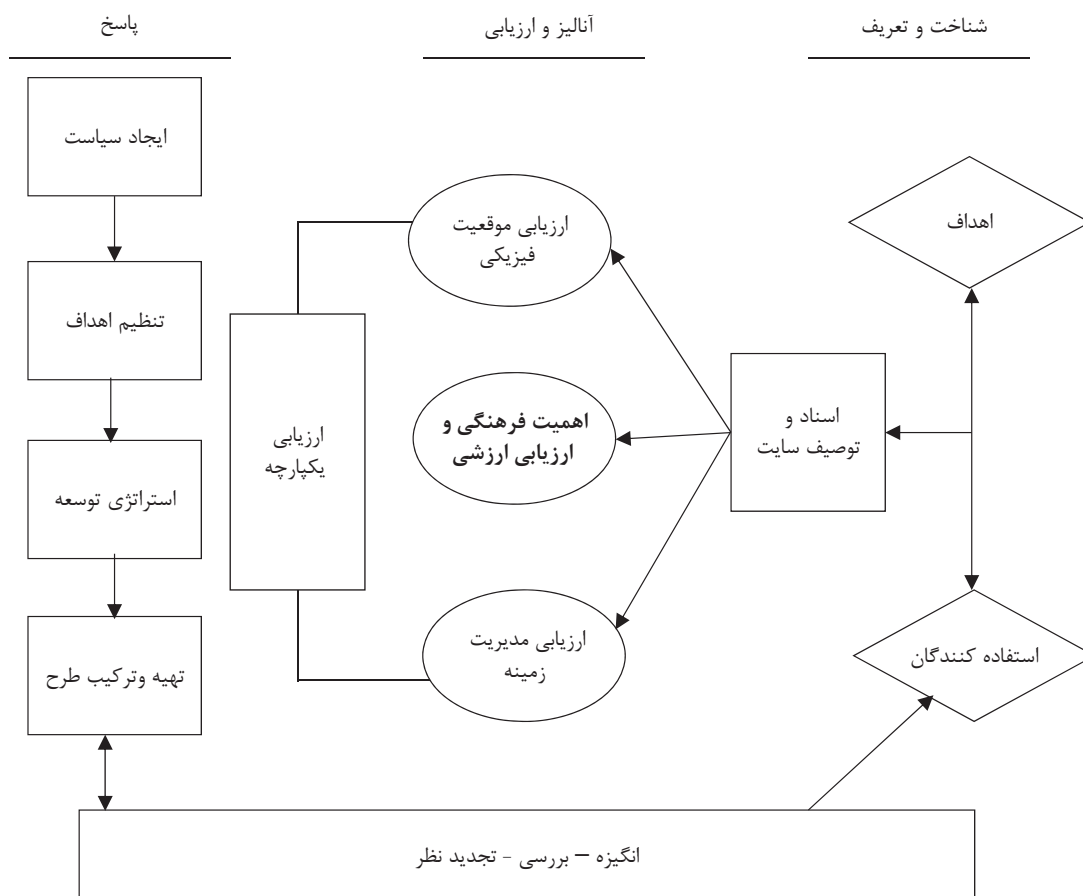 شناخت و تعریف
آنالیز و ارزیابی
پاسخ
اهداف
اسناد و
توصیف سایت
استفاده کنندگان
ارزیابی موقعیت
فیزیکی
اهمیت فرهنگی و
ارزیابی ارزشی
ارزیابی مدیریت
زمینه
ارزیابی
یکپارچه
ایجاد سیاست
تنظیم اهداف
استراتژی توسعه
تهیه وترکیب طرح
انگیزه – بررسی - تجدید نظر